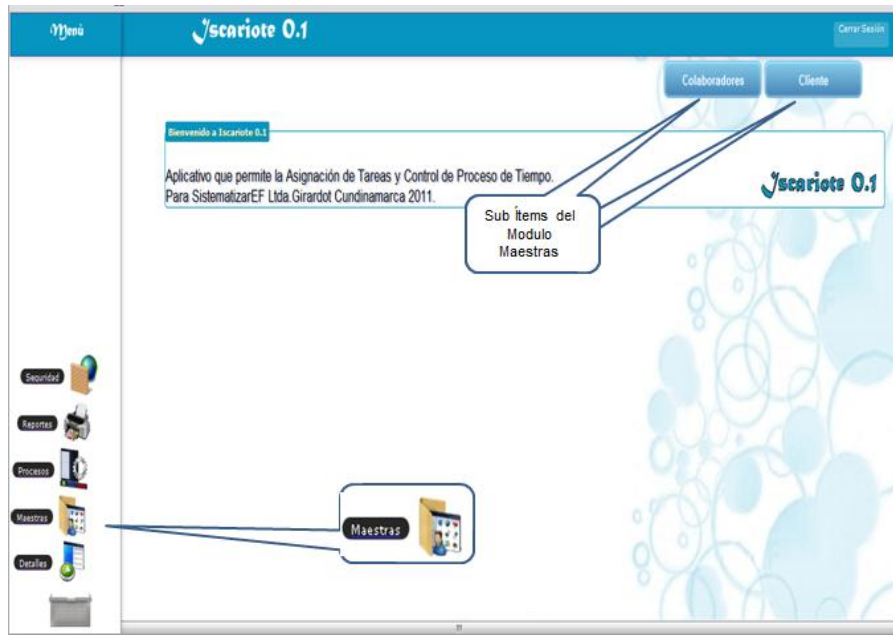 Menú
Iscariote 0.1
Cerrar Sesión
Colaboradores
Cliente
Bienvenido a Iscariote 0.1
Aplicativo que permite la Asignación de Tareas y Control de Proceso de Tiempo.
Para SistematizarEF Ltda.Girardot Cundinamarca 2011.
Iscariote 0.1
Sub Ítems del
Modulo
Maestras
Seguridad
Reportes
Procesos
Maestras
Detalles
Maestras